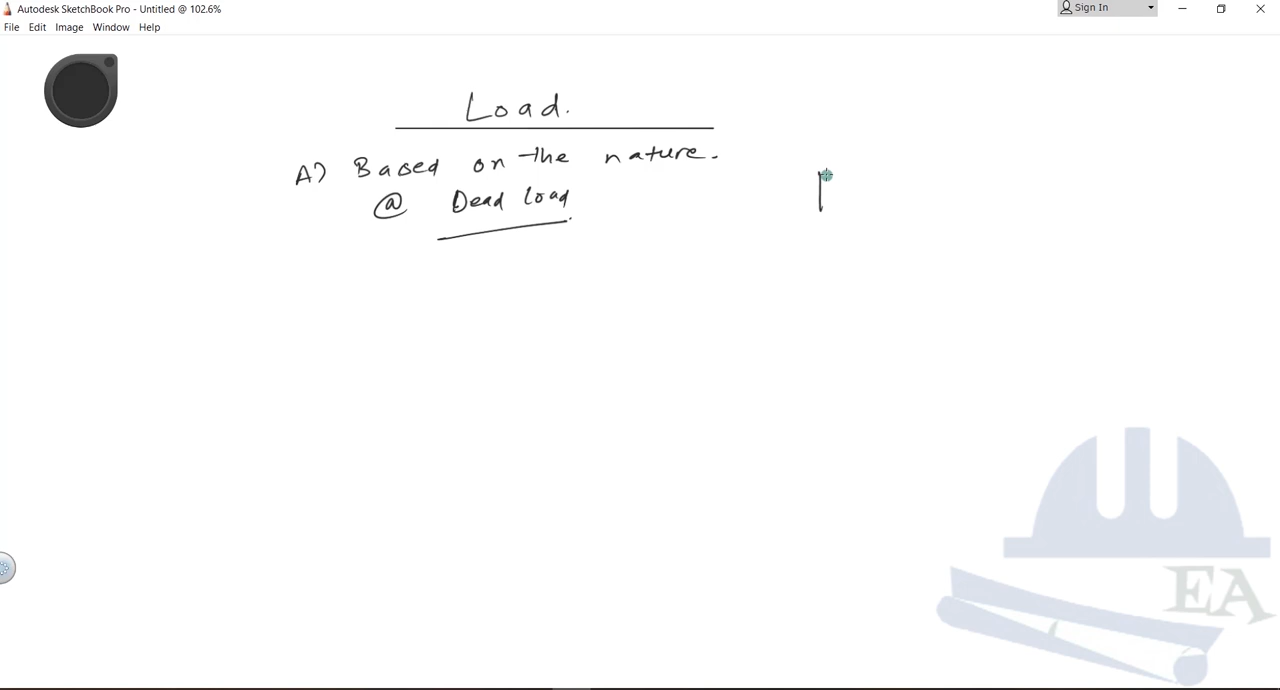 Autodesk SketchBook Pro - Untitled @ 102.6%
Sign In
File Edit Image Window Help
Load.
A) Based on the nature.
@ Dead Load
EA